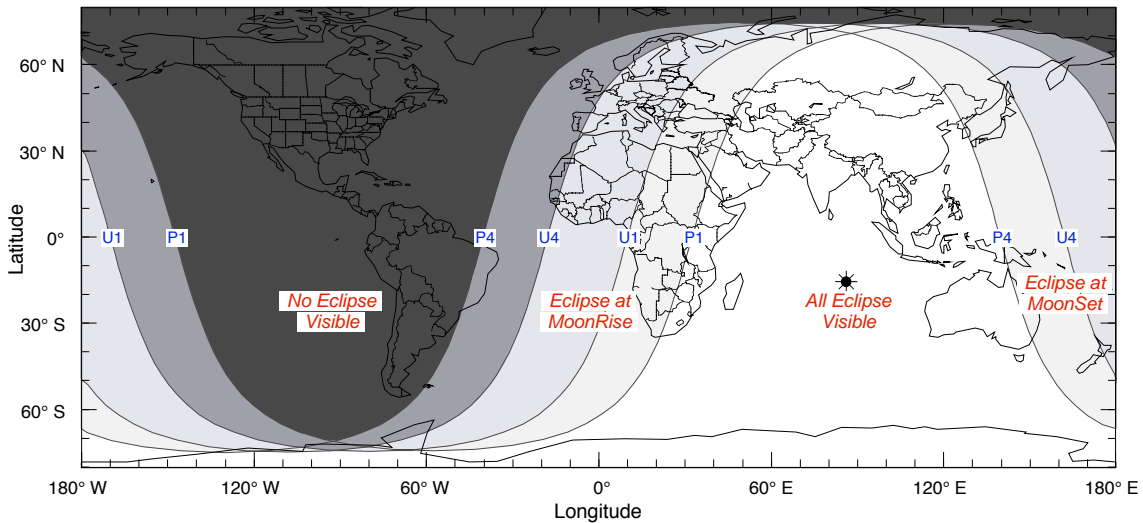 60° N
30° N
0°
30° S
60° S
Latitude
U1
P1
P4
U4
U1
P1
P4
U4
No Eclipse
Visible
Eclipse at
MoonRise
All Eclipse
Visible
Eclipse at
MoonSet
180° W
120° W
60° W
0°
60° E
120° E
180° E
Longitude